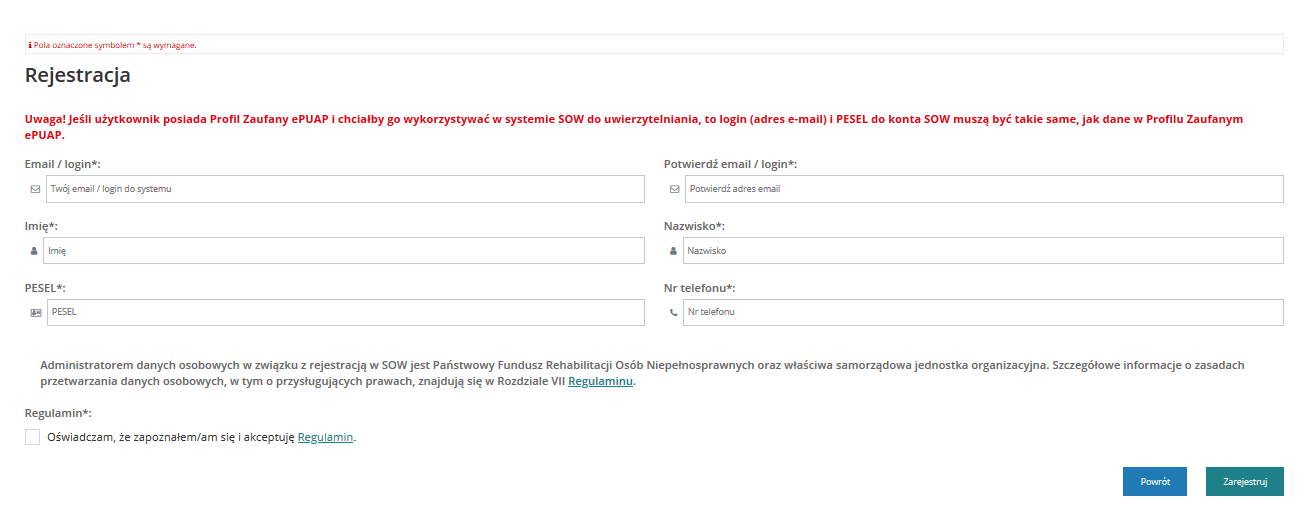 Pola oznaczone symbolem * są wymagane.
Rejestracja
Uwaga! Jeśli użytkownik posiada Profil Zaufany ePUAP i chciałby go wykorzystywać w systemie SOW do uwierzytelniania, to login (adres e-mail) i PESEL do konta SOW muszą być takie same, jak dane w Profilu Zaufanym
ePUAP.
Email / login*:
Twój email / login do systemu
Potwierdź email / login*:
Potwierdź adres email
Imię*:
Imię
Nazwisko*:
Nazwisko
PESEL*:
PESEL
Nr telefonu*:
Nr telefonu
Administratorem danych osobowych w związku z rejestracją w SOW jest Państwowy Fundusz Rehabilitacji Osób Niepełnosprawnych oraz właściwa samorządowa jednostka organizacyjna. Szczegółowe informacje o zasadach
przetwarzania danych osobowych, w tym o przysługujących prawach, znajdują się w Rozdziale VII Regulaminu.
Regulamin*:
Oświadczam, że zapoznałem/am się i akceptuję Regulamin.
Powrót
Zarejestruj